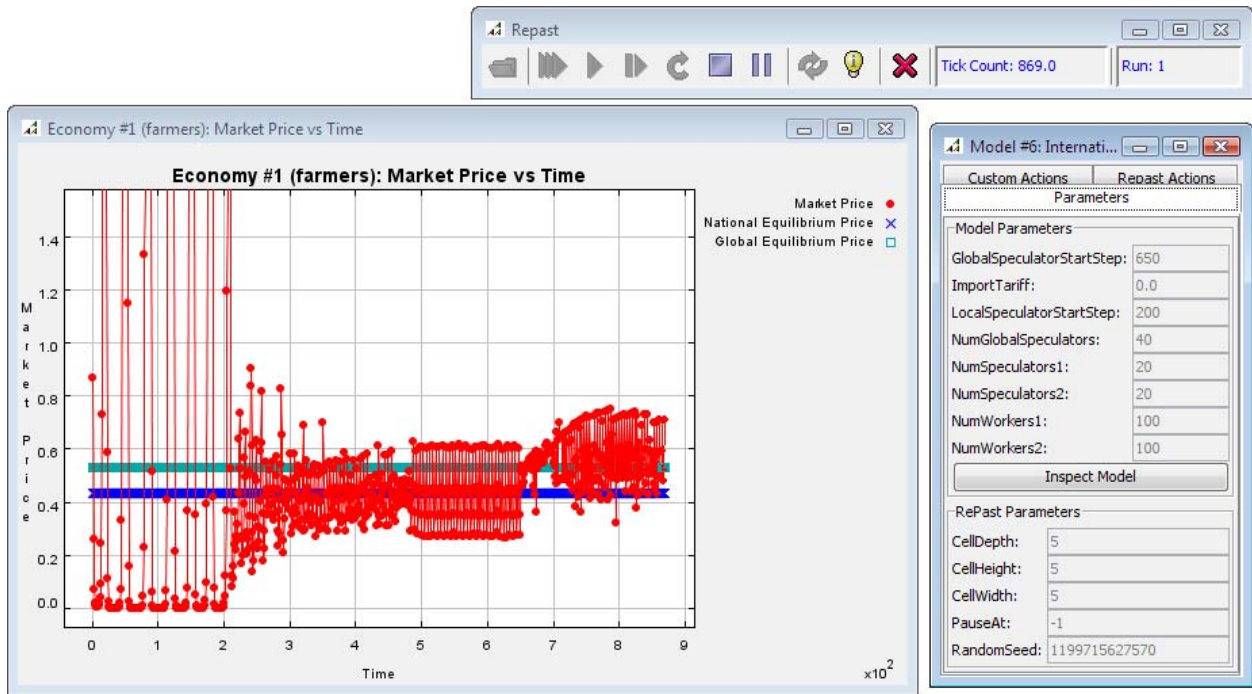 Repast
Tick Count: 869.0
Run: 1
Economy #1 (farmers): Market Price vs Time
Economy #1 (farmers): Market Price vs Time
Market Price
National Equilibrium Price
Global Equilibrium Price
1.4
1.2
1.0
0.8
0.6
0.4
0.2
0.0
Market Price
0 1 2 3 4 5 6 7 8 9
Time
x10^2
Model #6: Internati...
Custom Actions Repast Actions
Parameters
Model Parameters
GlobalSpeculatorStartStep: 650
ImportTariff: 0.0
LocalSpeculatorStartStep: 200
NumGlobalSpeculators: 40
NumSpeculators1: 20
NumSpeculators2: 20
NumWorkers1: 100
NumWorkers2: 100
Inspect Model
RePast Parameters
CellDepth: 5
CellHeight: 5
CellWidth: 5
PauseAt: -1
RandomSeed: 1199715627570